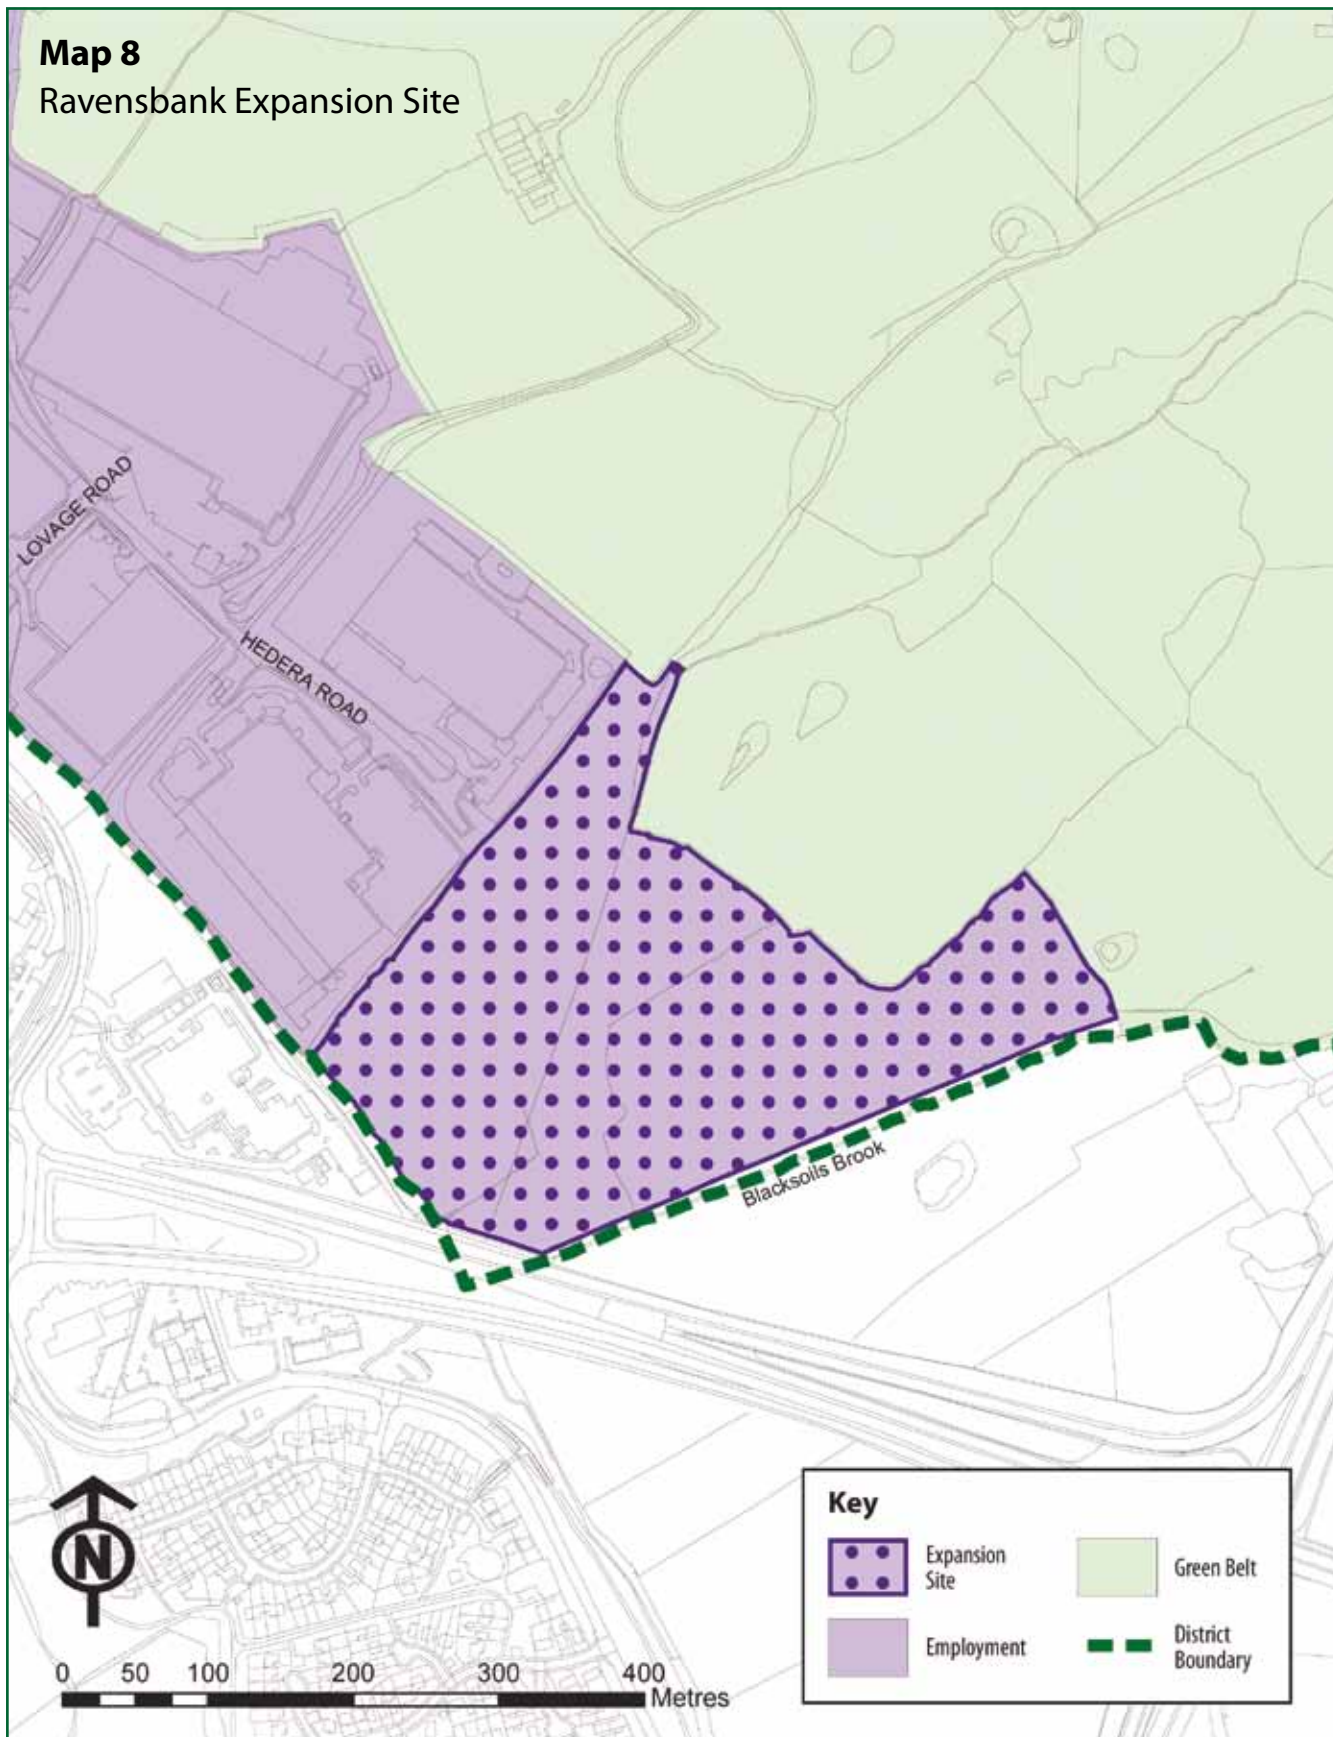 Map 8
Ravensbank Expansion Site
LOVAGE ROAD
HEDERA ROAD
Blacksoils Brook
Key
Expansion
Site
Green Belt
Employment
District
Boundary
N
0 50 100 200 300 400
Metres